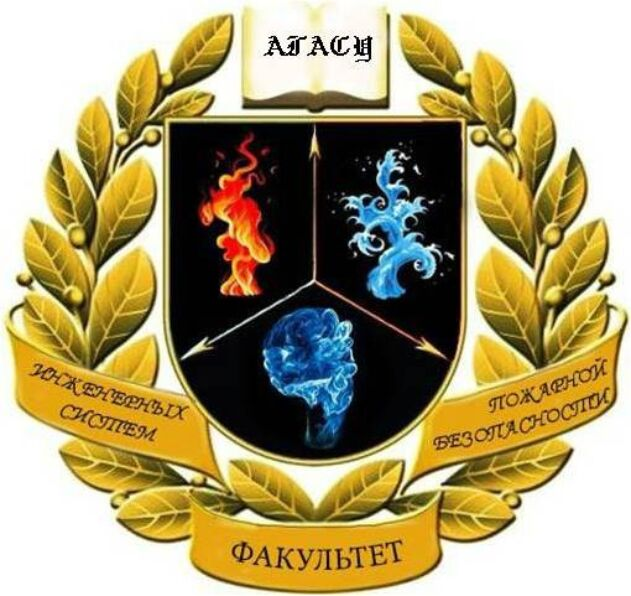 АГАСУ
ИНЖЕНЕРНЫХ
СИСТЕМ
ПОЖАРНОЙ
БЕЗОПАСНОСТИ
ФАКУЛЬТЕТ